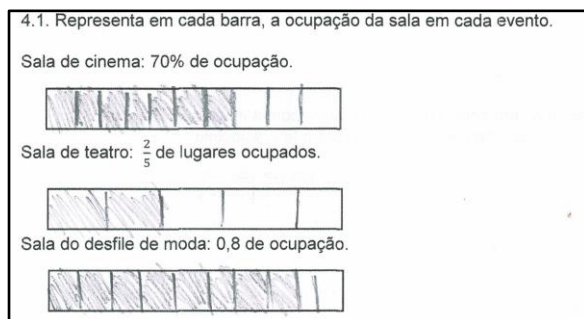 4.1. Representa em cada barra, a ocupação da sala em cada evento.
Sala de cinema: 70% de ocupação.
Sala de teatro: 2/5 de lugares ocupados.
Sala do desfile de moda: 0,8 de ocupação.